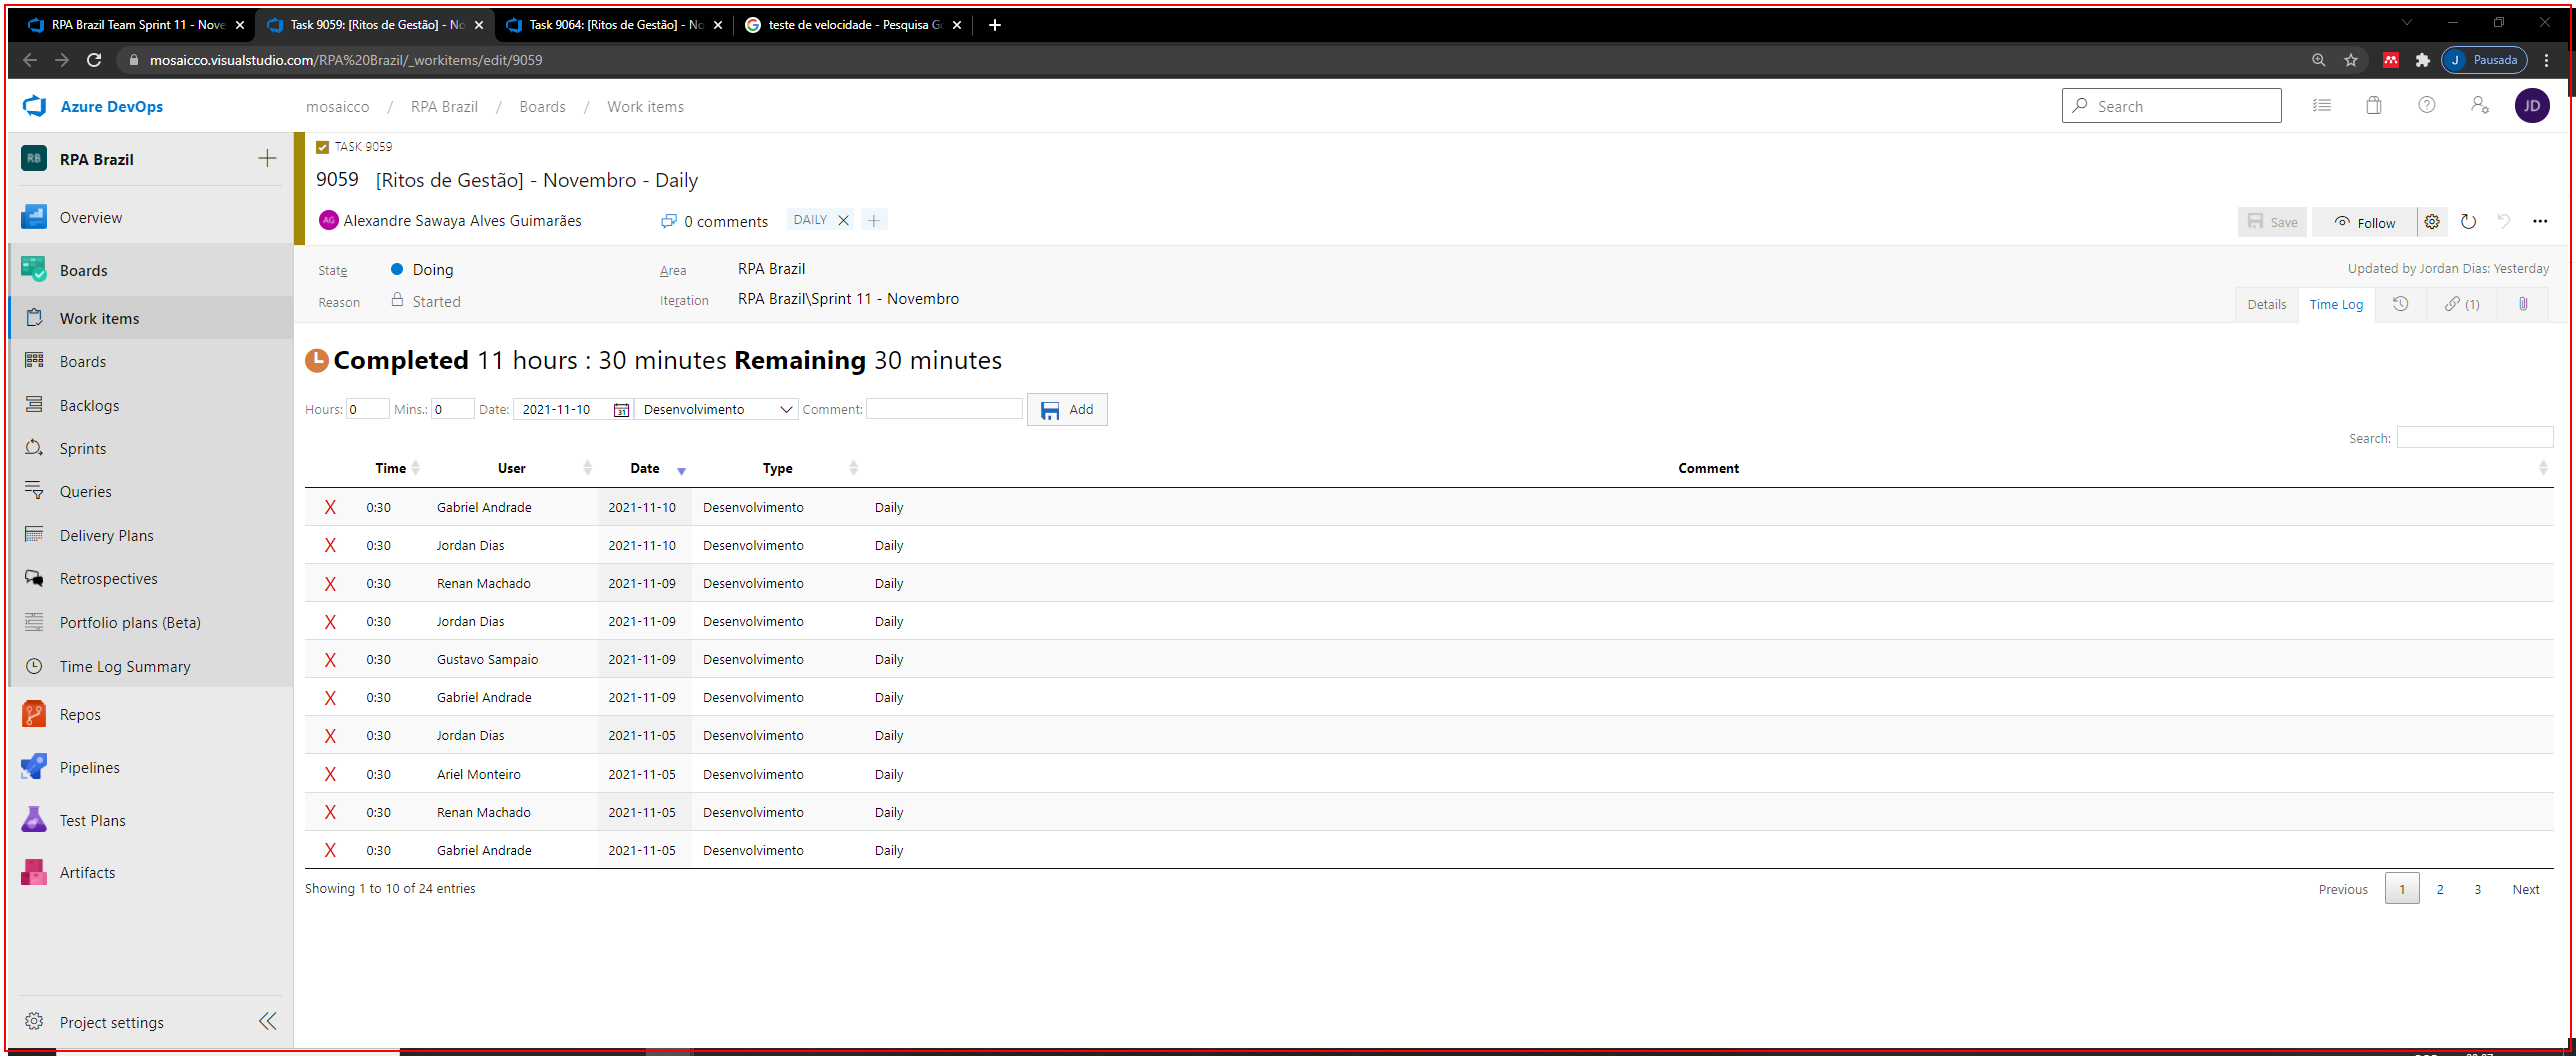 RPA Brazil Team Sprint 11 - Nove
Task 9059: [Ritos de Gestão] - No
Task 9064: [Ritos de Gestão] - No
teste de velocidade - Pesquisa Go
mosaicco.visualstudio.com/RPA%20Brazil/_workitems/edit/9059
J Pausada
Azure DevOps
mosaicco / RPA Brazil / Boards / Work items
Search
JD
RB RPA Brazil
Overview
Boards
Work items
Boards
Backlogs
Sprints
Queries
Delivery Plans
Retrospectives
Portfolio plans (Beta)
Time Log Summary
Repos
Pipelines
Test Plans
Artifacts
Project settings
TASK 9059
9059 [Ritos de Gestão] - Novembro - Daily
AG Alexandre Sawaya Alves Guimarães
0 comments
DAILY
Save
Follow
State Doing
Area RPA Brazil
Updated by Jordan Dias: Yesterday
Reason Started
Iteration RPA Brazil\Sprint 11 - Novembro
Details Time Log (1)
Completed 11 hours : 30 minutes Remaining 30 minutes
Hours: 0 Mins.: 0 Date: 2021-11-10 31 Desenvolvimento Comment: Add
Search:
Time User Date Type Comment
X 0:30 Gabriel Andrade 2021-11-10 Desenvolvimento Daily
X 0:30 Jordan Dias 2021-11-10 Desenvolvimento Daily
X 0:30 Renan Machado 2021-11-09 Desenvolvimento Daily
X 0:30 Jordan Dias 2021-11-09 Desenvolvimento Daily
X 0:30 Gustavo Sampaio 2021-11-09 Desenvolvimento Daily
X 0:30 Gabriel Andrade 2021-11-09 Desenvolvimento Daily
X 0:30 Jordan Dias 2021-11-05 Desenvolvimento Daily
X 0:30 Ariel Monteiro 2021-11-05 Desenvolvimento Daily
X 0:30 Renan Machado 2021-11-05 Desenvolvimento Daily
X 0:30 Gabriel Andrade 2021-11-05 Desenvolvimento Daily
Showing 1 to 10 of 24 entries
Previous 1 2 3 Next